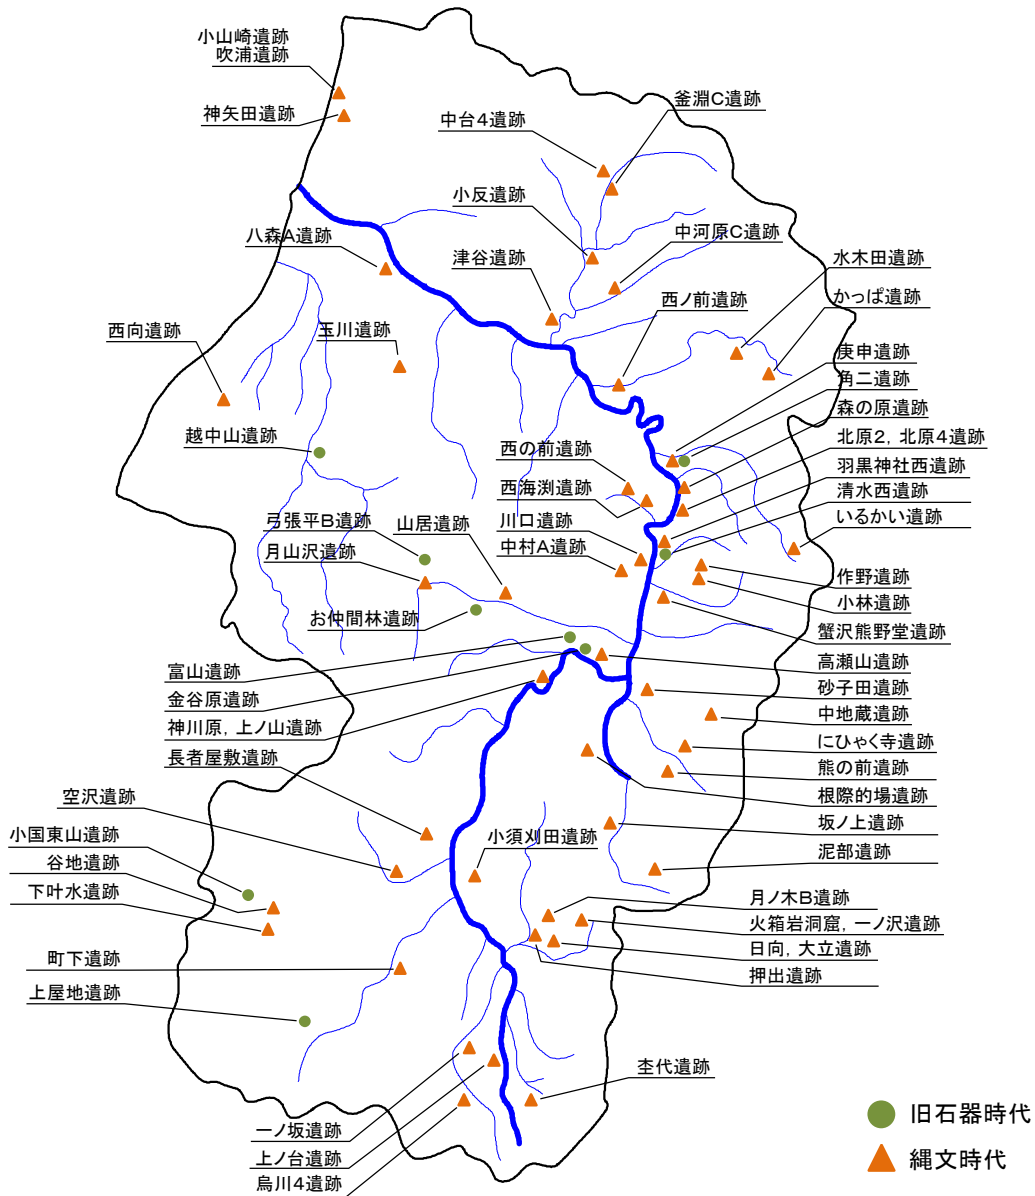 小山崎遺跡
吹浦遺跡
神矢田遺跡
釜淵C遺跡
中台4遺跡
小反遺跡
中河原C遺跡
八森A遺跡
津谷遺跡
水木田遺跡
西ノ前遺跡
かっぱ遺跡
西向遺跡
玉川遺跡
庚申遺跡
角二遺跡
森の原遺跡
越中山遺跡
西の前遺跡
北原2, 北原4遺跡
羽黒神社西遺跡
西海渕遺跡
清水西遺跡
弓張平B遺跡
山居遺跡
川口遺跡
いるかい遺跡
月山沢遺跡
中村A遺跡
作野遺跡
小林遺跡
お仲間林遺跡
蟹沢熊野堂遺跡
富山遺跡
高瀬山遺跡
金谷原遺跡
砂子田遺跡
神川原, 上ノ山遺跡
中地蔵遺跡
長者屋敷遺跡
にひゃく寺遺跡
熊の前遺跡
空沢遺跡
根際的場遺跡
小国東山遺跡
小須刈田遺跡
坂ノ上遺跡
谷地遺跡
泥部遺跡
下叶水遺跡
月ノ木B遺跡
火箱岩洞窟, 一ノ沢遺跡
町下遺跡
日向, 大立遺跡
上屋地遺跡
押出遺跡
杢代遺跡
一ノ坂遺跡
上ノ台遺跡
烏川4遺跡
旧石器時代
縄文時代